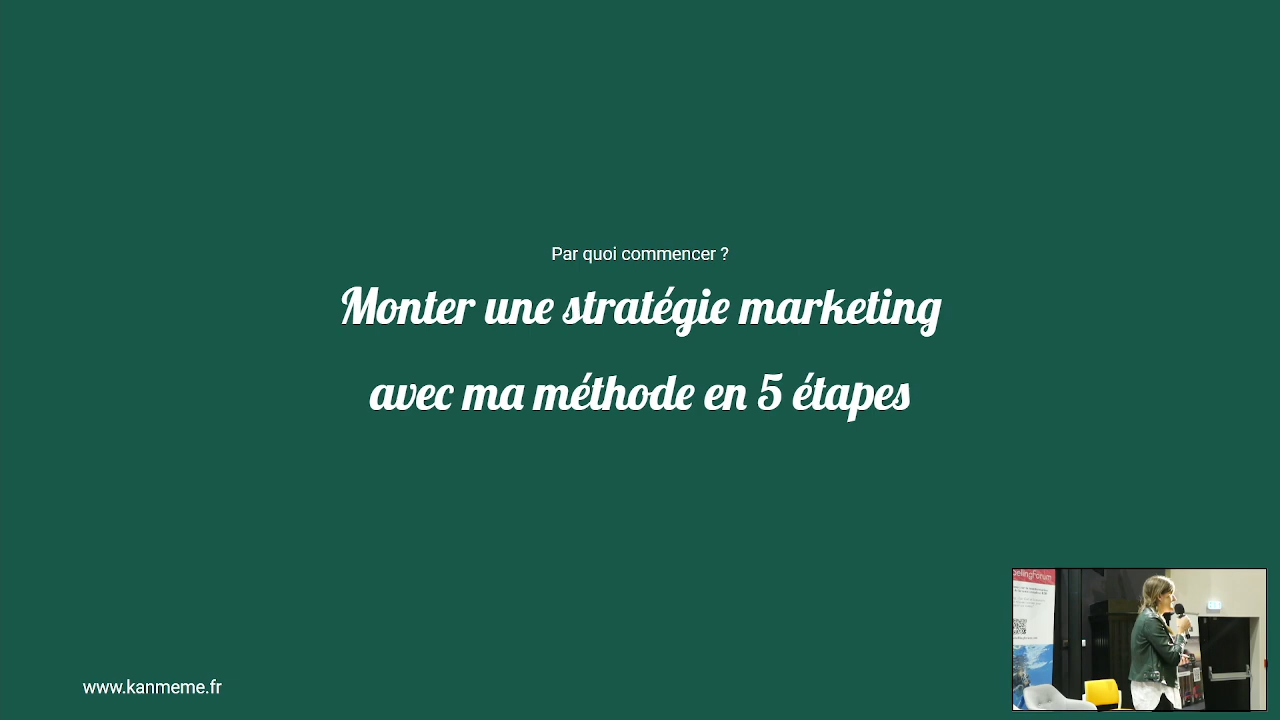 Par quoi commencer ?
Monter une stratégie marketing
avec ma méthode en 5 étapes
www.kanmeme.fr